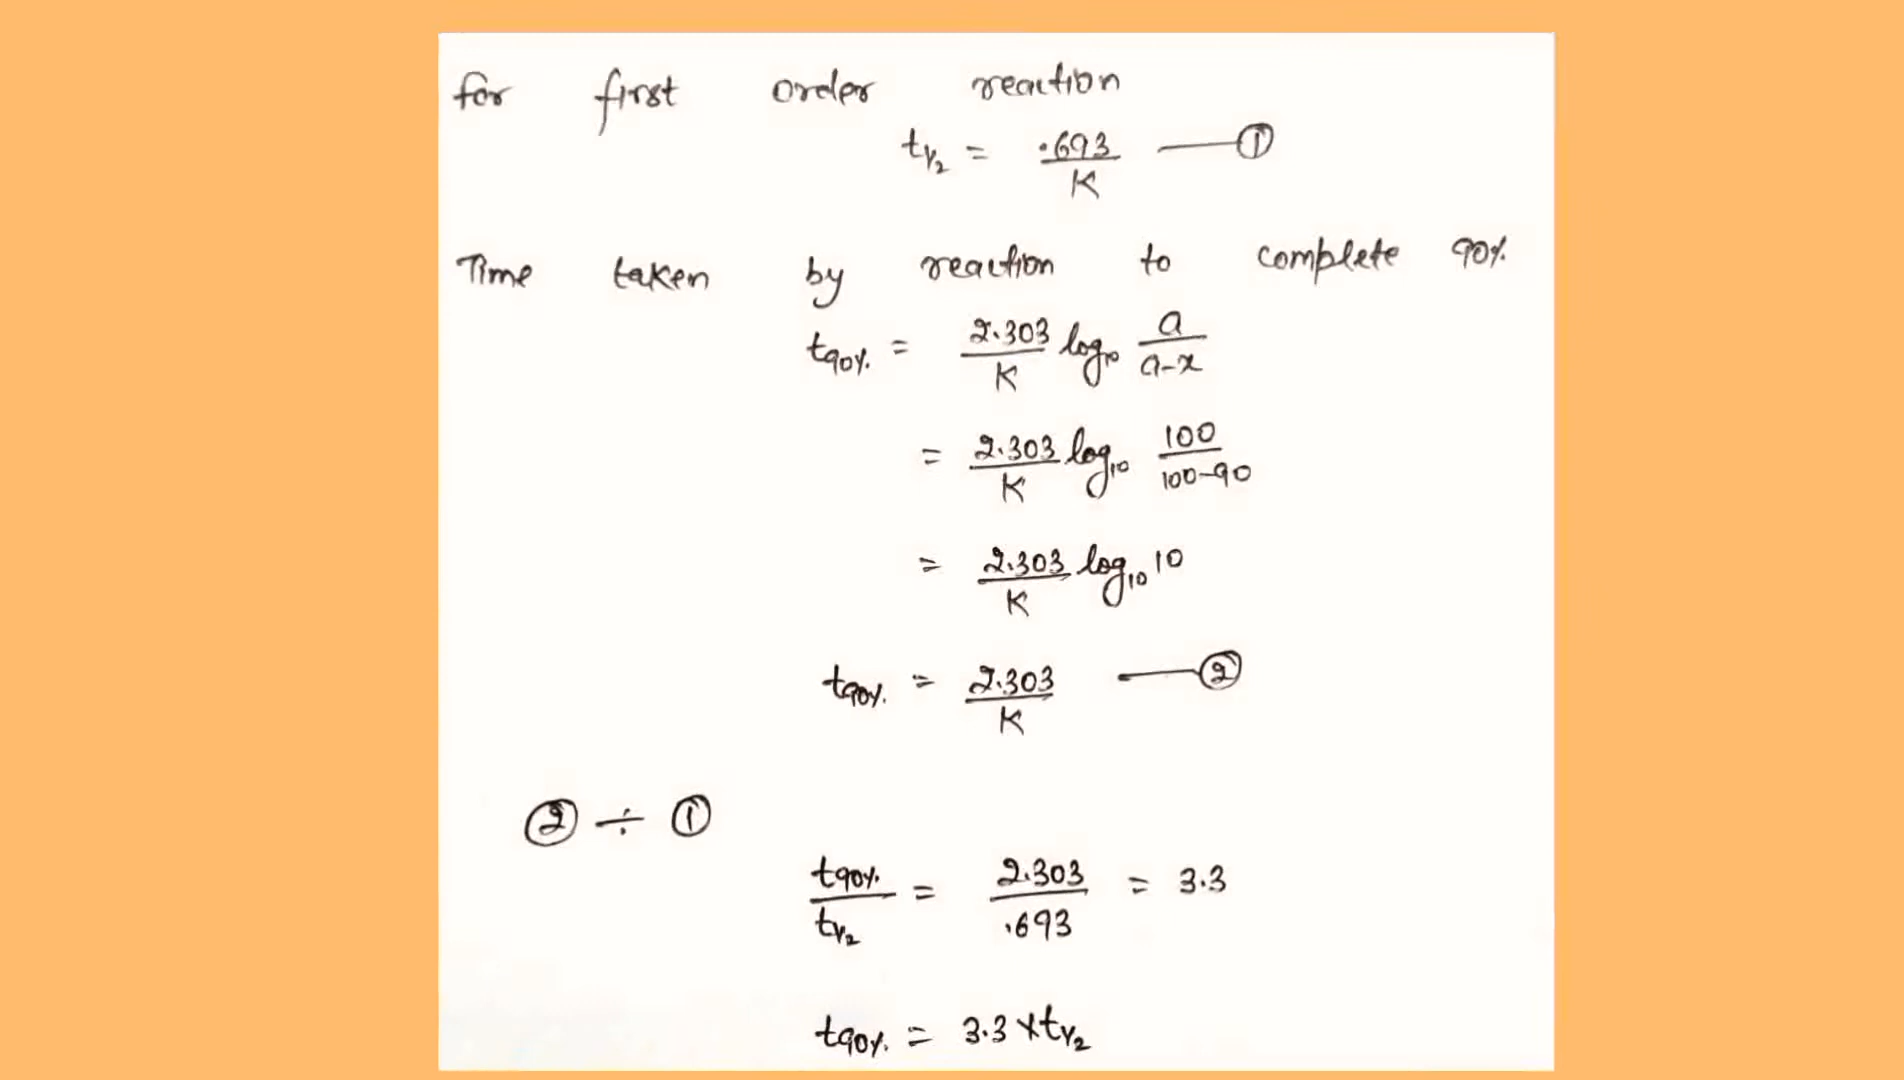 for first order reaction
t1/2 = .693/K —— ①
Time taken by reaction to complete 90%
t90% = 2.303/K log10 a/a-x
= 2.303/K log10 100/100-90
= 2.303/K log10 10
t90% = 2.303/K —— ②
② ÷ ①
t90%/t1/2 = 2.303/.693 = 3.3
t90% = 3.3 × t1/2